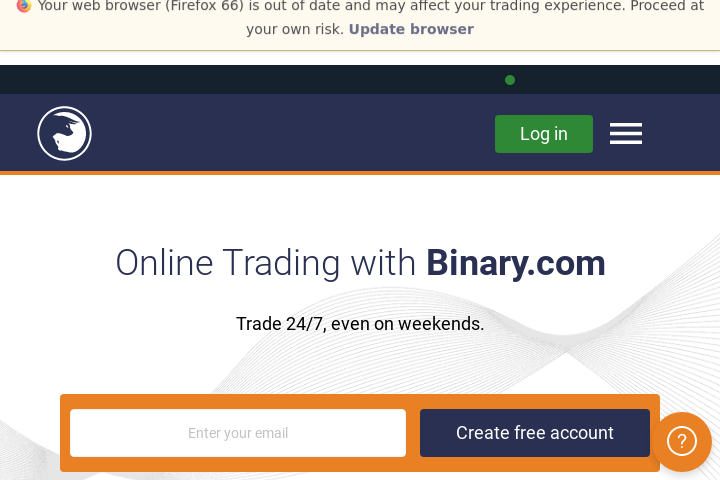 Your web browser (Firefox 66) is out of date and may affect your trading experience. Proceed at
your own risk. Update browser
Log in
Online Trading with Binary.com
Trade 24/7, even on weekends.
Enter your email
Create free account
?